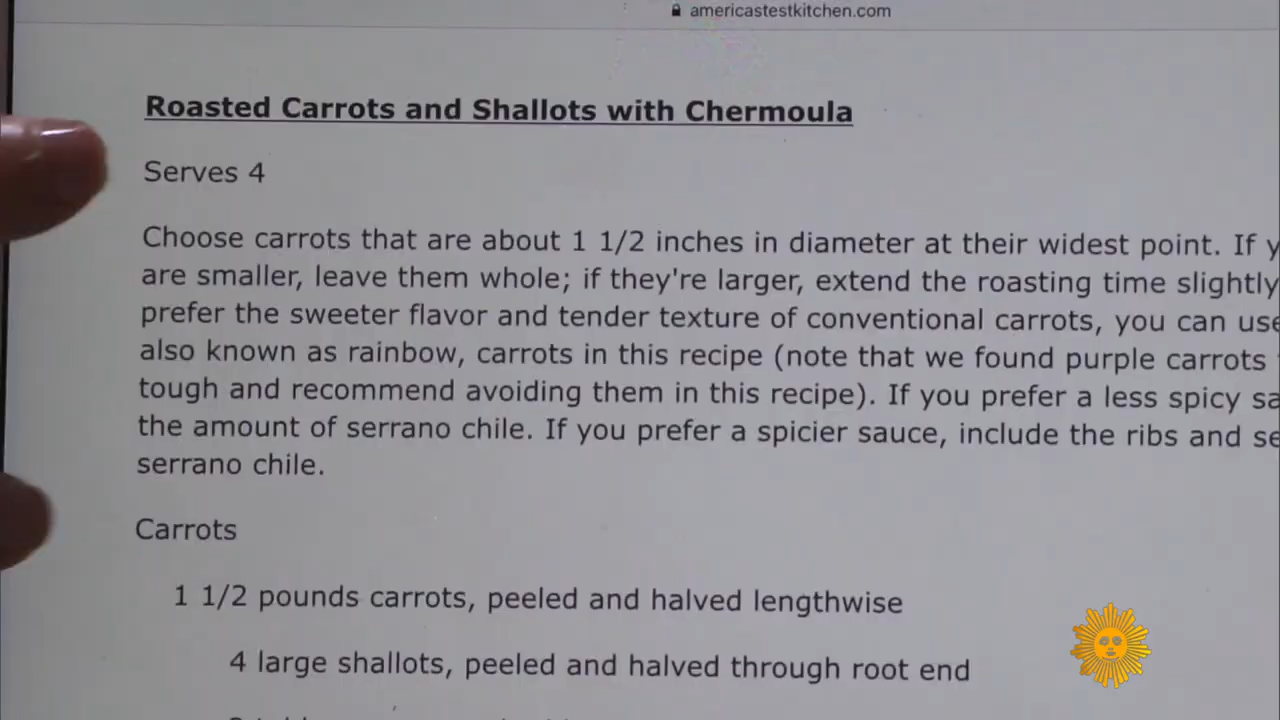 americastestkitchen.com
Roasted Carrots and Shallots with Chermoula
Serves 4
Choose carrots that are about 1 1/2 inches in diameter at their widest point. If y
are smaller, leave them whole; if they're larger, extend the roasting time slightly
prefer the sweeter flavor and tender texture of conventional carrots, you can use
also known as rainbow, carrots in this recipe (note that we found purple carrots
tough and recommend avoiding them in this recipe). If you prefer a less spicy sa
the amount of serrano chile. If you prefer a spicier sauce, include the ribs and se
serrano chile.
Carrots
1 1/2 pounds carrots, peeled and halved lengthwise
4 large shallots, peeled and halved through root end